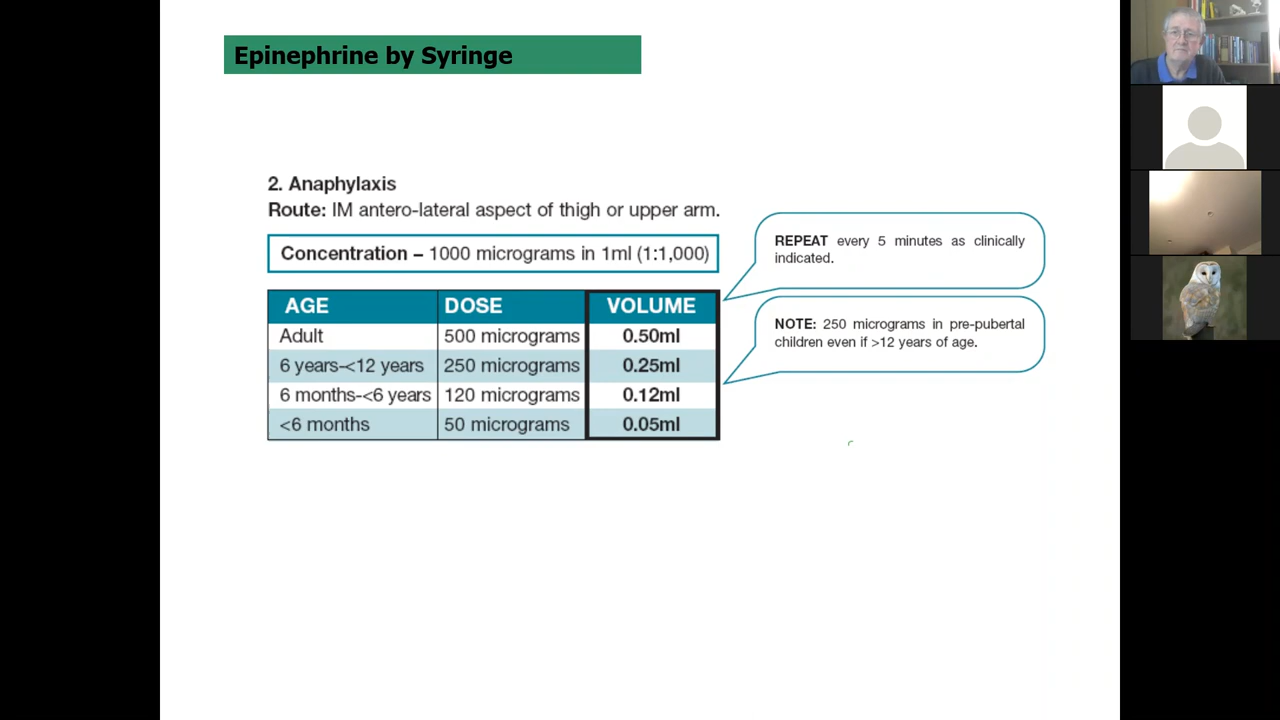 Epinephrine by Syringe
2. Anaphylaxis
Route: IM antero-lateral aspect of thigh or upper arm.
Concentration – 1000 micrograms in 1ml (1:1,000)
AGE DOSE VOLUME
Adult 500 micrograms 0.50ml
6 years-<12 years 250 micrograms 0.25ml
6 months-<6 years 120 micrograms 0.12ml
<6 months 50 micrograms 0.05ml
REPEAT every 5 minutes as clinically
indicated.
NOTE: 250 micrograms in pre-pubertal
children even if >12 years of age.